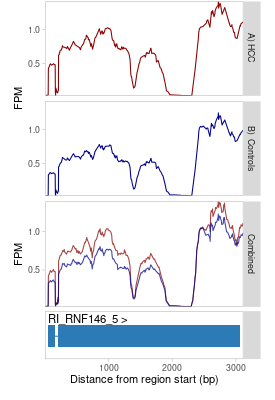 FPM
1.0
0.5
A) HCC
1.0
0.5
B) Controls
FPM
1.0
0.5
Combined
RI_RNF146_5 >
1000
2000
3000
Distance from region start (bp)